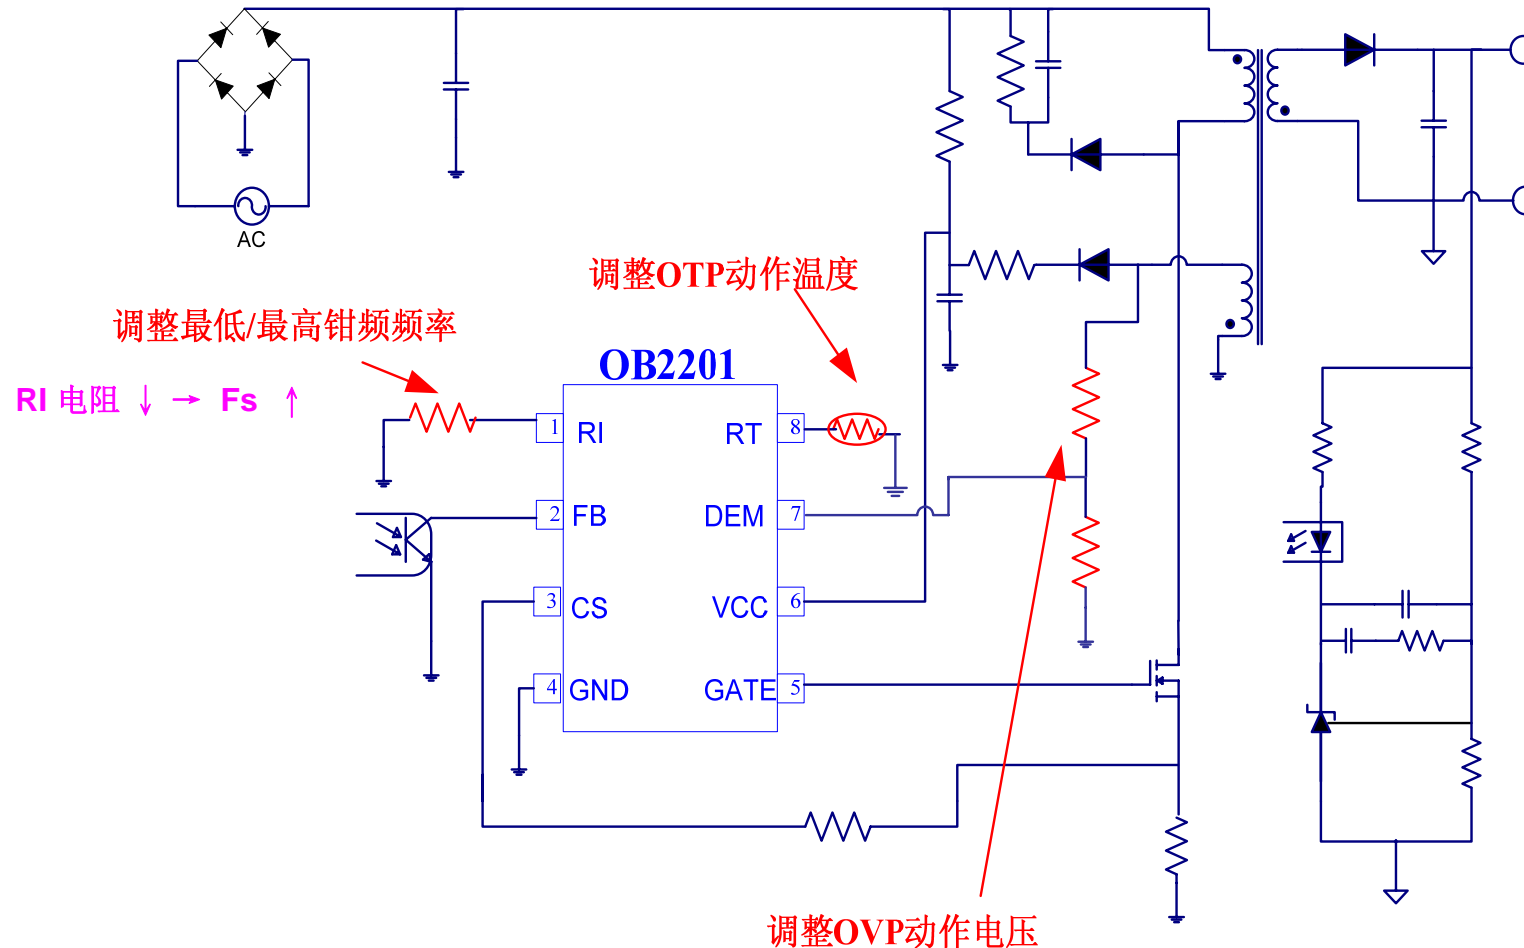 AC
调整OTP动作温度
调整最低/最高钳频频率
OB2201
RI 电阻 ↓ → Fs ↑
1 RI
RT 8
2 FB
DEM 7
3 CS
VCC 6
4 GND
GATE 5
调整OVP动作电压